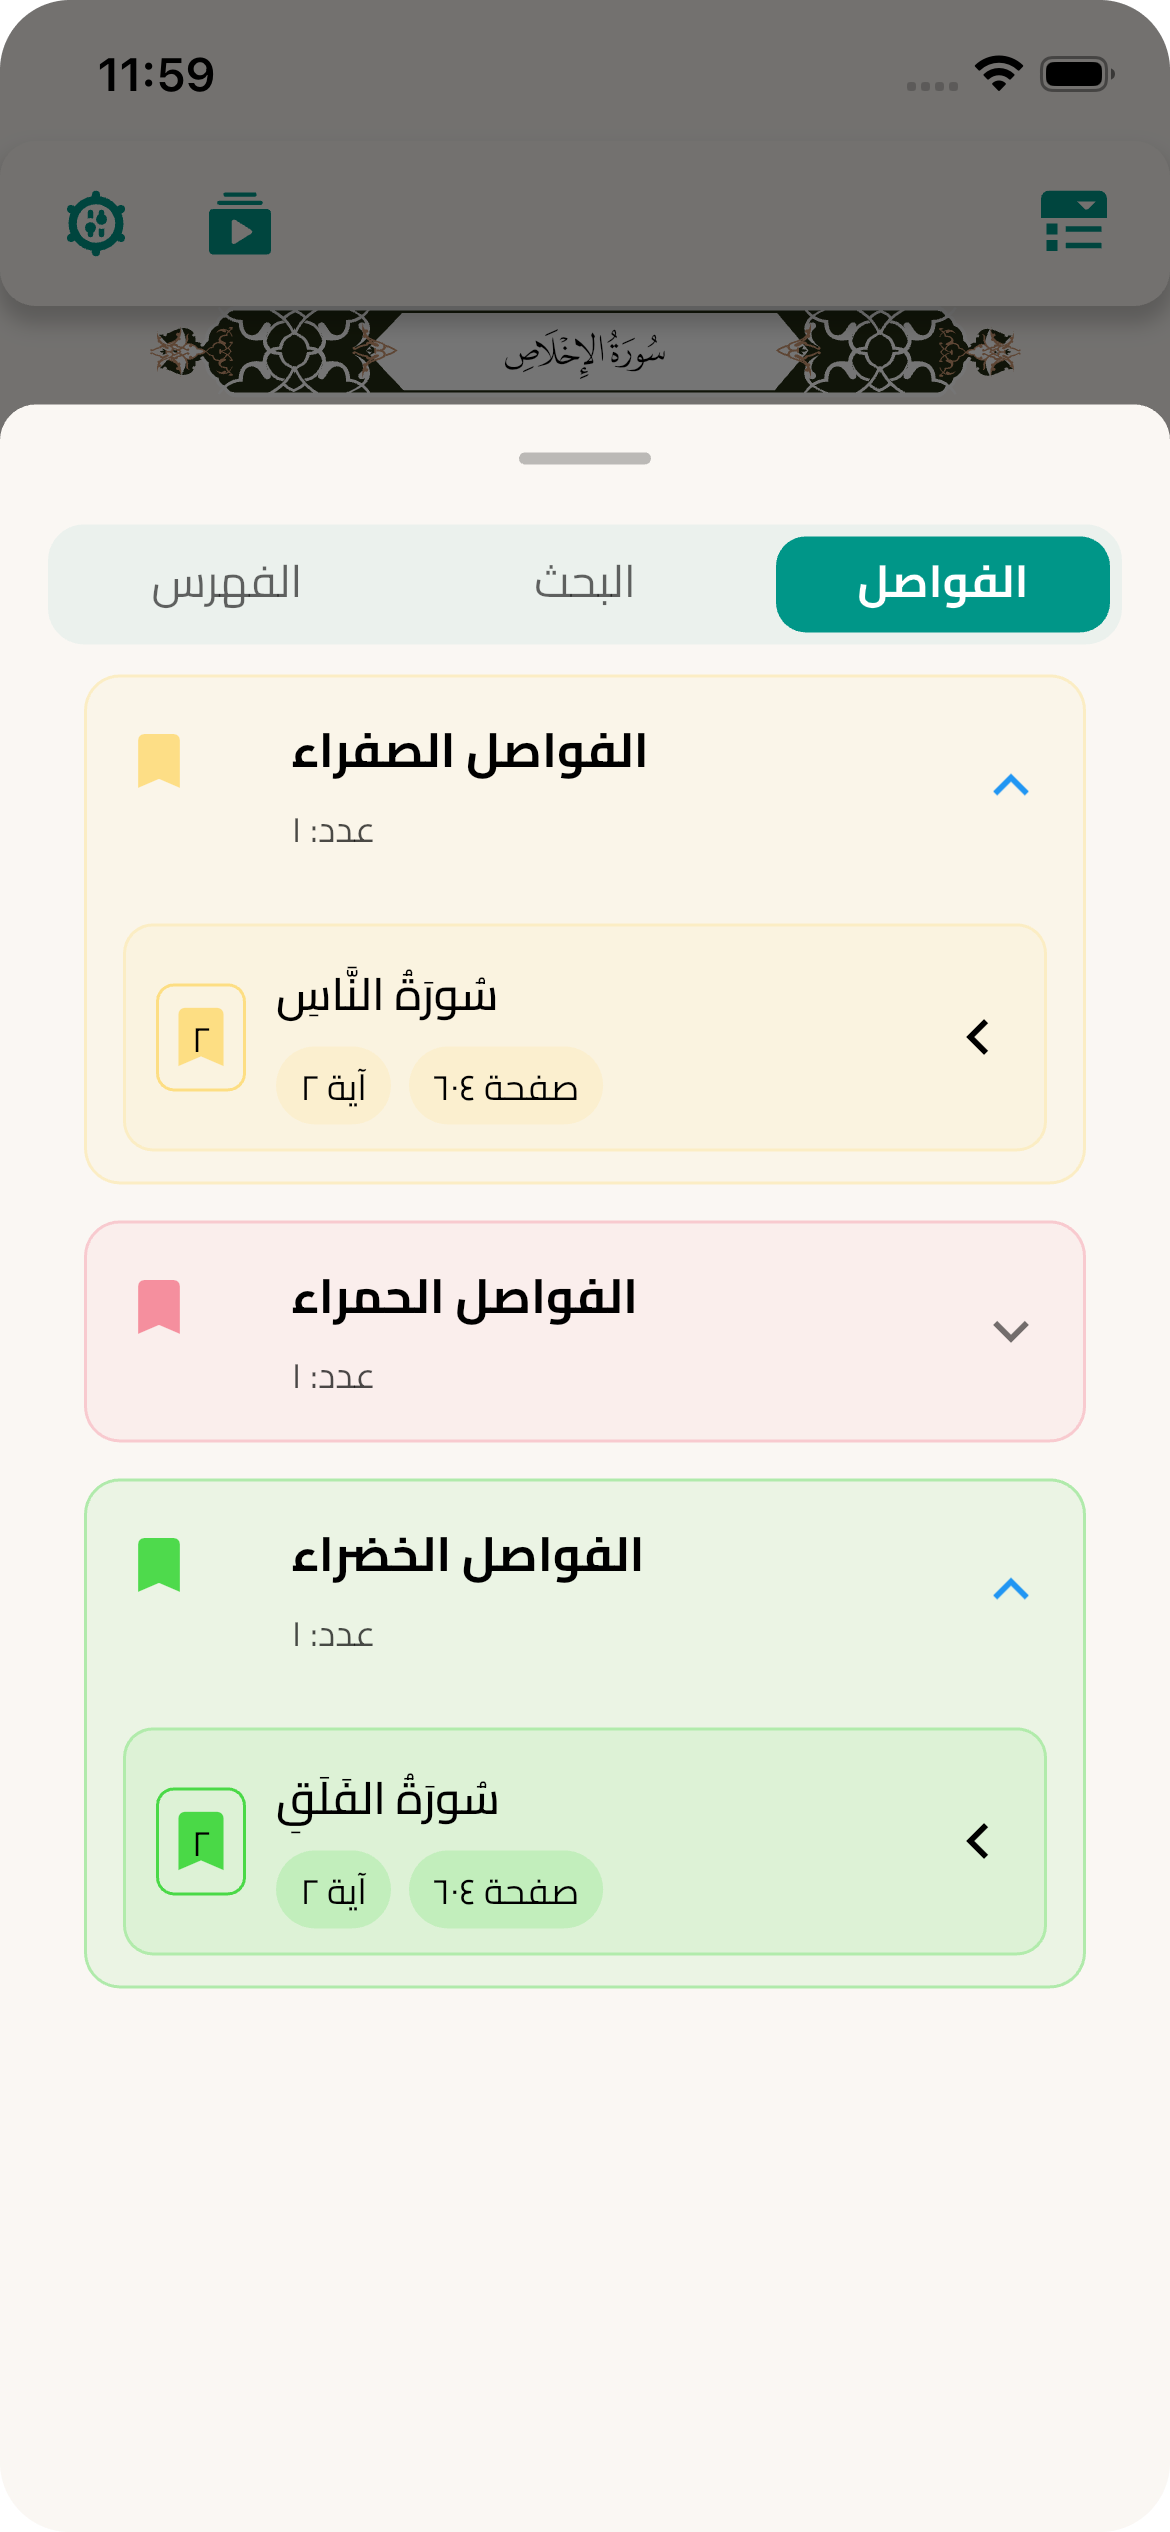 11:59
سُورَةُ الإِخْلَاصِ
الفواصل البحث الفهرس
الفواصل الصفراء
عدد: ١
سُورَةُ النَّاسِ
٢
آية ٢ صفحة ٦٠٤
الفواصل الحمراء
عدد: ١
الفواصل الخضراء
عدد: ١
سُورَةُ الفَلَقِ
٢
آية ٢ صفحة ٦٠٤